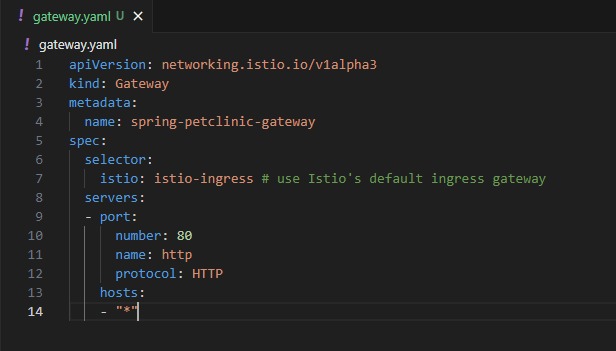 ! gateway.yaml U ×
! gateway.yaml
1 apiVersion: networking.istio.io/v1alpha3
2 kind: Gateway
3 metadata:
4   name: spring-petclinic-gateway
5 spec:
6   selector:
7     istio: istio-ingress # use Istio's default ingress gateway
8   servers:
9   - port:
10       number: 80
11       name: http
12       protocol: HTTP
13     hosts:
14     - "*"